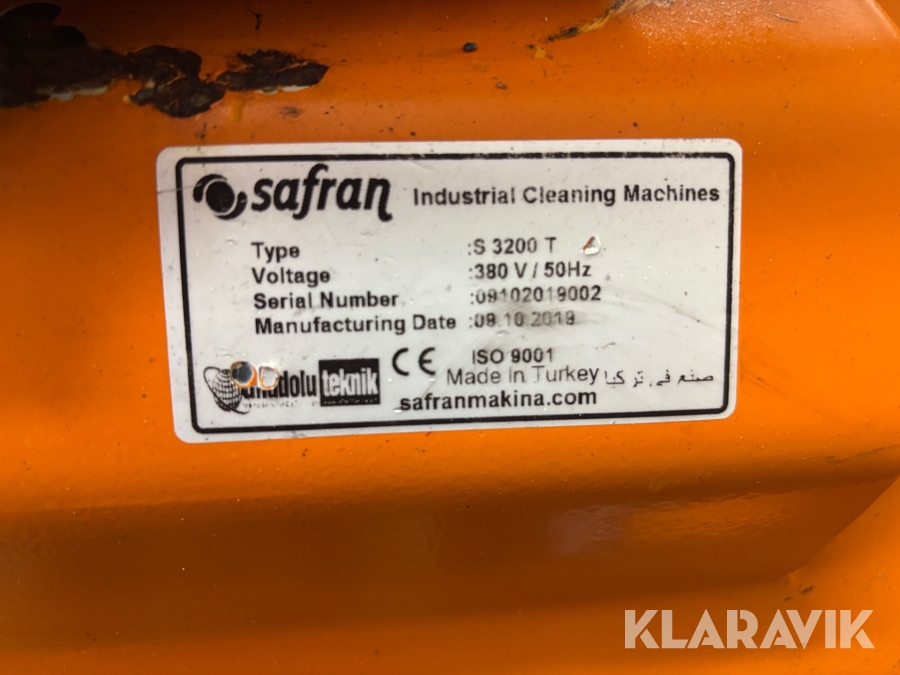 safran Industrial Cleaning Machines
Type :S 3200 T
Voltage :380 V / 50Hz
Serial Number :09102019002
Manufacturing Date :09.10.2019
CE ISO 9001
anadolu teknik Made In Turkey صنع في تركيا
safranmakina.com
KLARAVIK